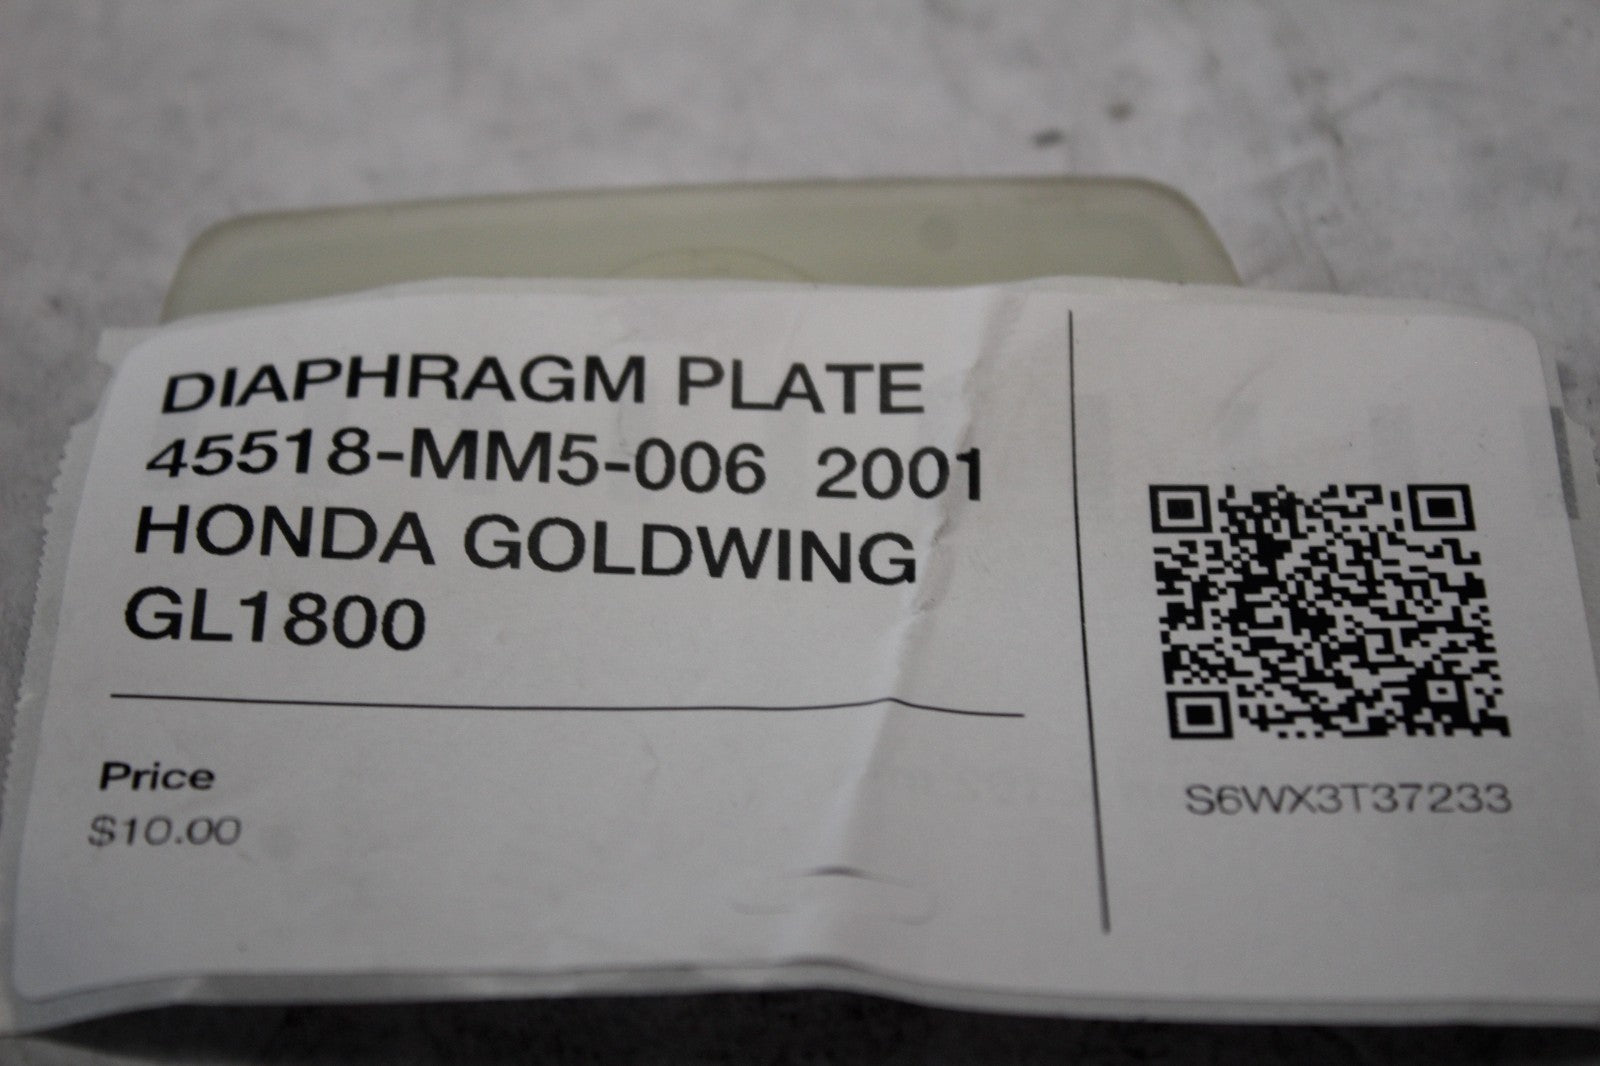 DIAPHRAGM PLATE
45518-MM5-006 2001
HONDA GOLDWING
GL1800
Price
$10.00
S6WX3T37233